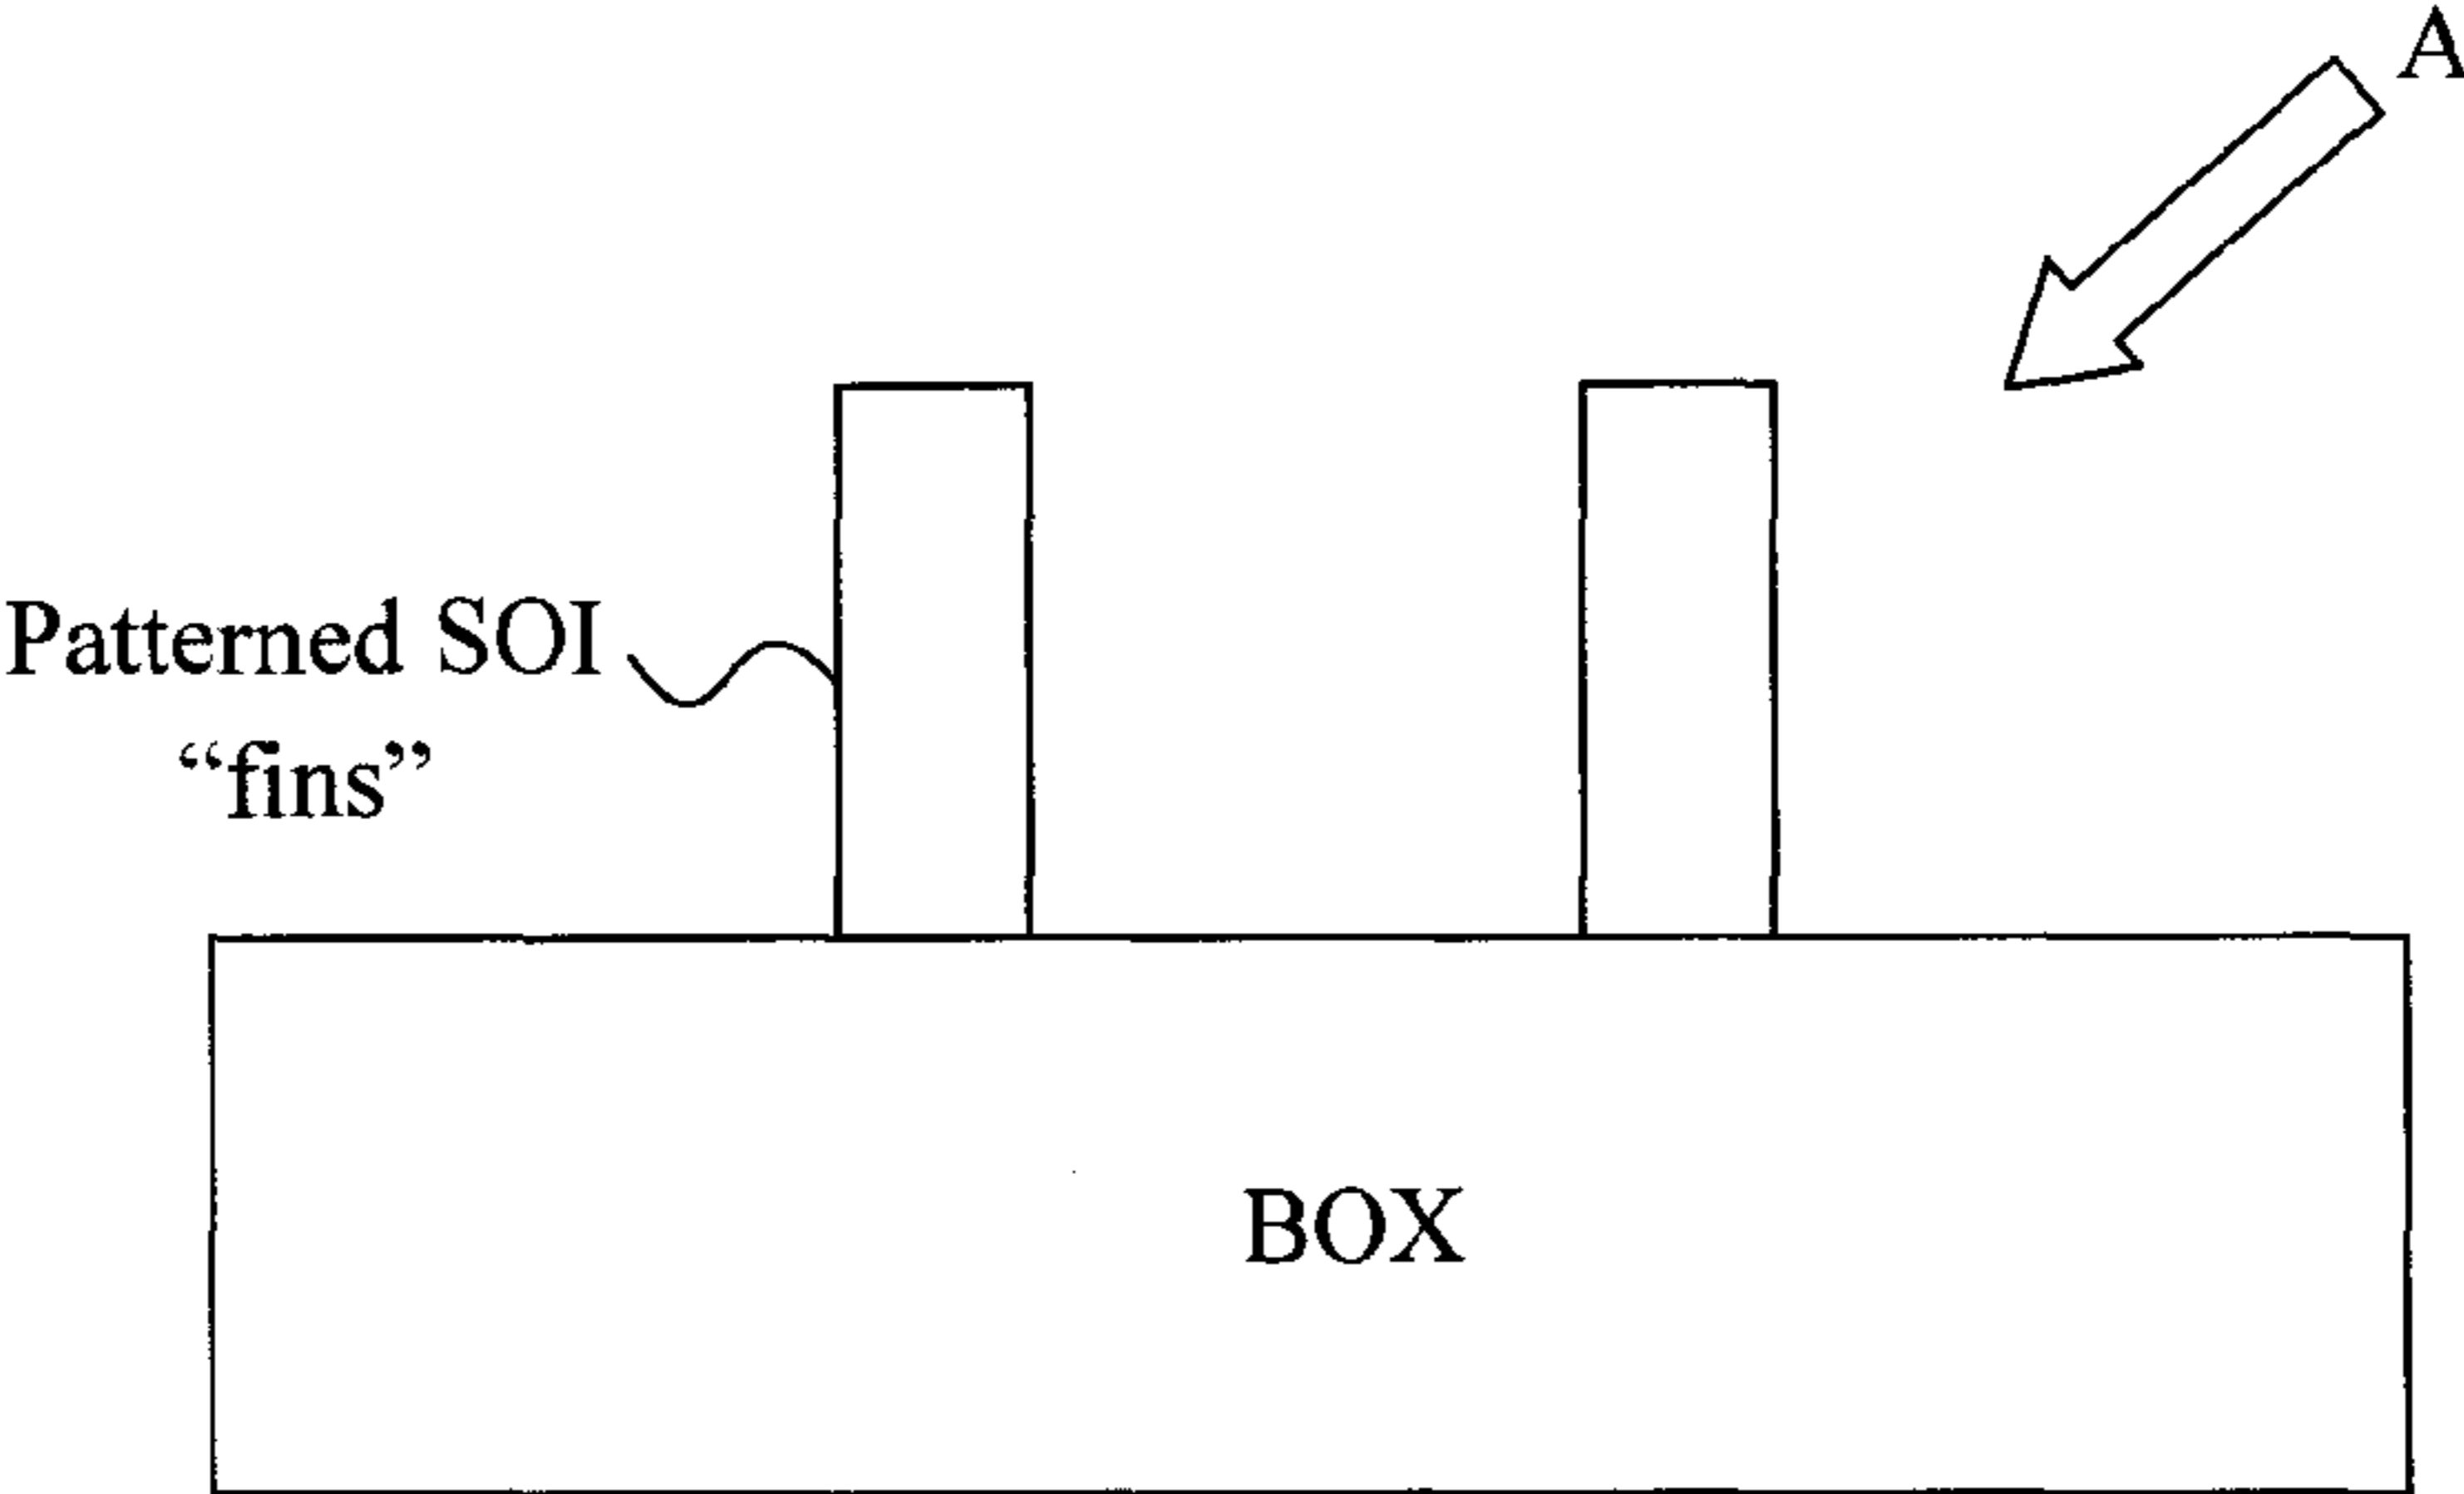 A
Patterned SOI
“fins”
BOX